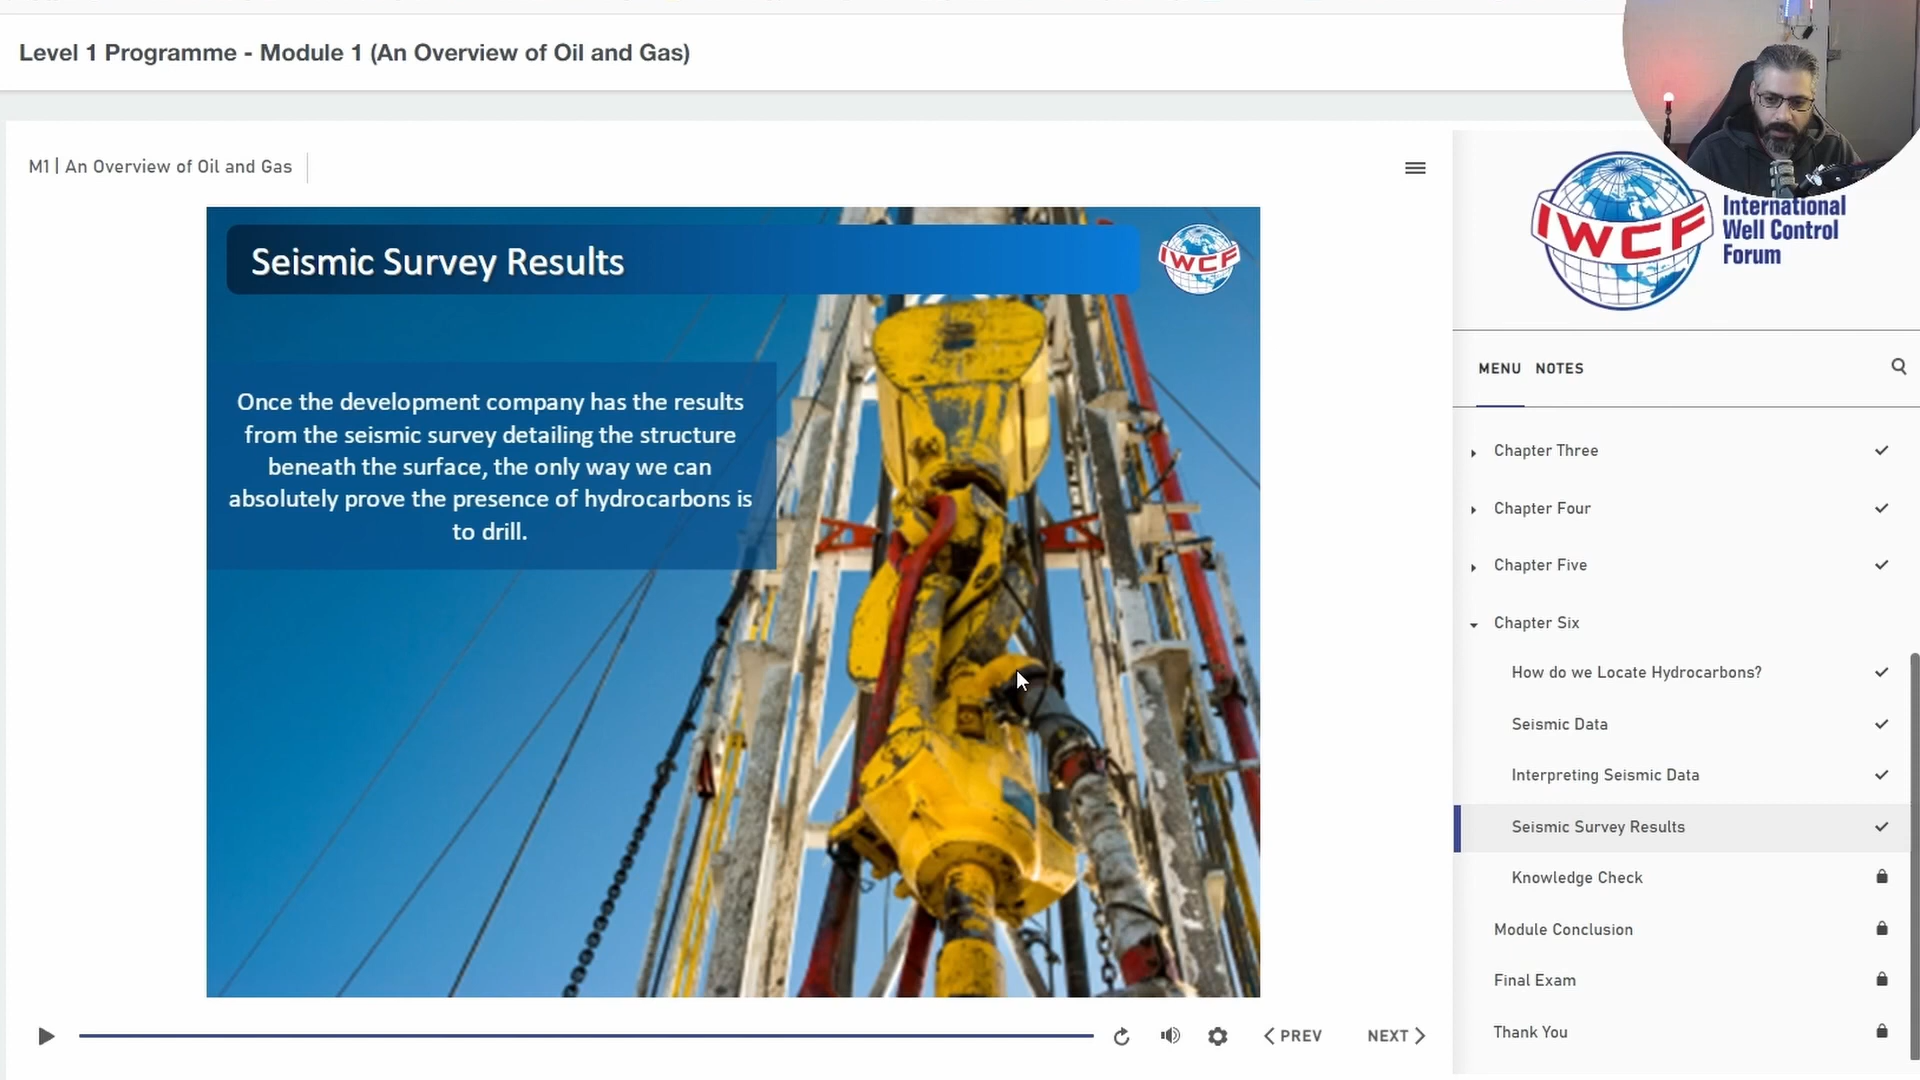 Level 1 Programme - Module 1 (An Overview of Oil and Gas)
M1 | An Overview of Oil and Gas
Seismic Survey Results
IWCF
Once the development company has the results
from the seismic survey detailing the structure
beneath the surface, the only way we can
absolutely prove the presence of hydrocarbons is
to drill.
PREV
NEXT
IWCF
International
Well Control
Forum
MENU NOTES
Chapter Three
Chapter Four
Chapter Five
Chapter Six
How do we Locate Hydrocarbons?
Seismic Data
Interpreting Seismic Data
Seismic Survey Results
Knowledge Check
Module Conclusion
Final Exam
Thank You